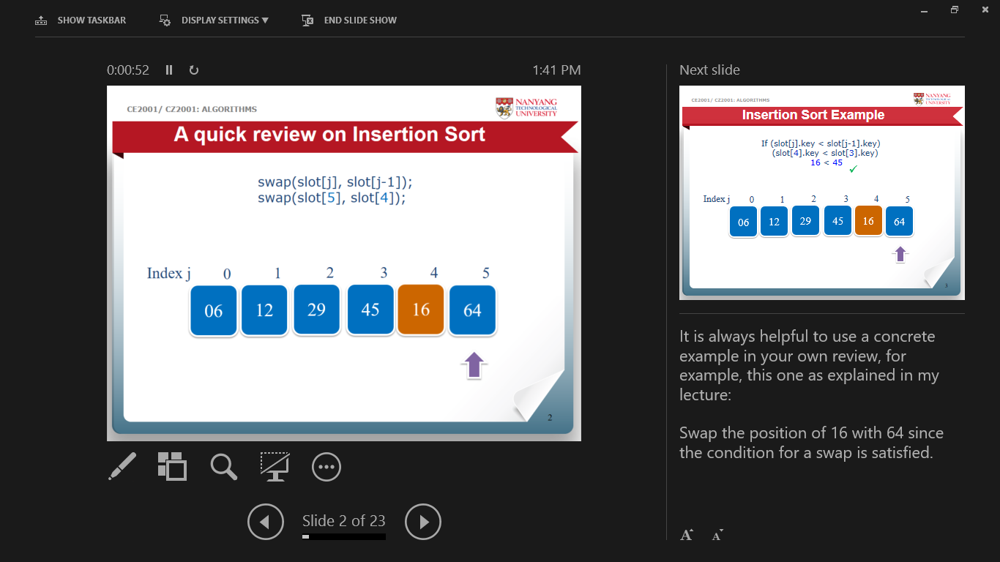 SHOW TASKBAR
DISPLAY SETTINGS
END SLIDE SHOW
0:00:52
1:41 PM
CE2001/ CZ2001: ALGORITHMS
NANYANG
TECHNOLOGICAL
UNIVERSITY
A quick review on Insertion Sort
swap(slot[j], slot[j-1]);
swap(slot[5], slot[4]);
Index j 0 1 2 3 4 5
06 12 29 45 16 64
2
Slide 2 of 23
Next slide
CE2001/ CZ2001: ALGORITHMS
NANYANG
TECHNOLOGICAL
UNIVERSITY
Insertion Sort Example
If (slot[j].key < slot[j-1].key)
(slot[4].key < slot[3].key)
16 < 45
Index j 0 1 2 3 4 5
06 12 29 45 16 64
3
It is always helpful to use a concrete
example in your own review, for
example, this one as explained in my
lecture:
Swap the position of 16 with 64 since
the condition for a swap is satisfied.
A A